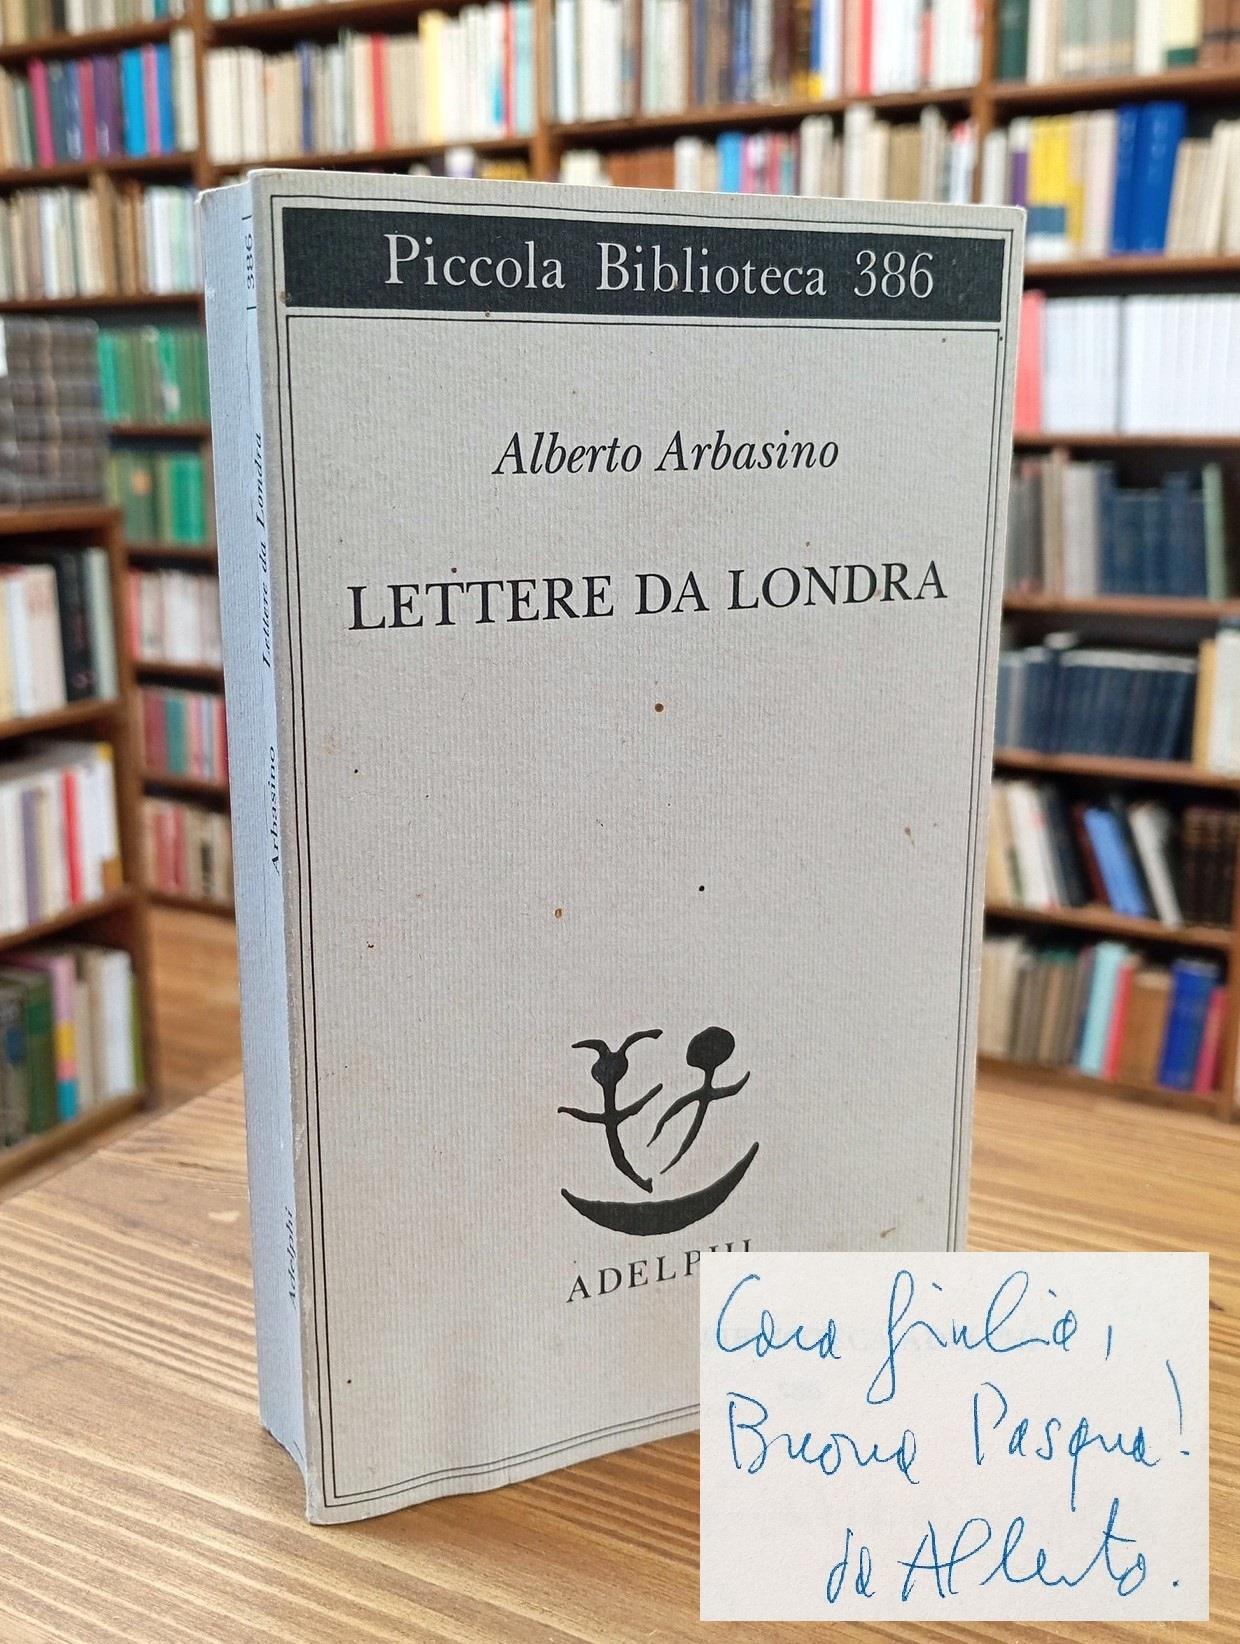 Piccola Biblioteca 386
Alberto Arbasino
LETTERE DA LONDRA
ADELPHI
386
Lettere da Londra
Arbasino
Adelphi
Cara Giulia,
Buona Pasqua!
da Alberto.